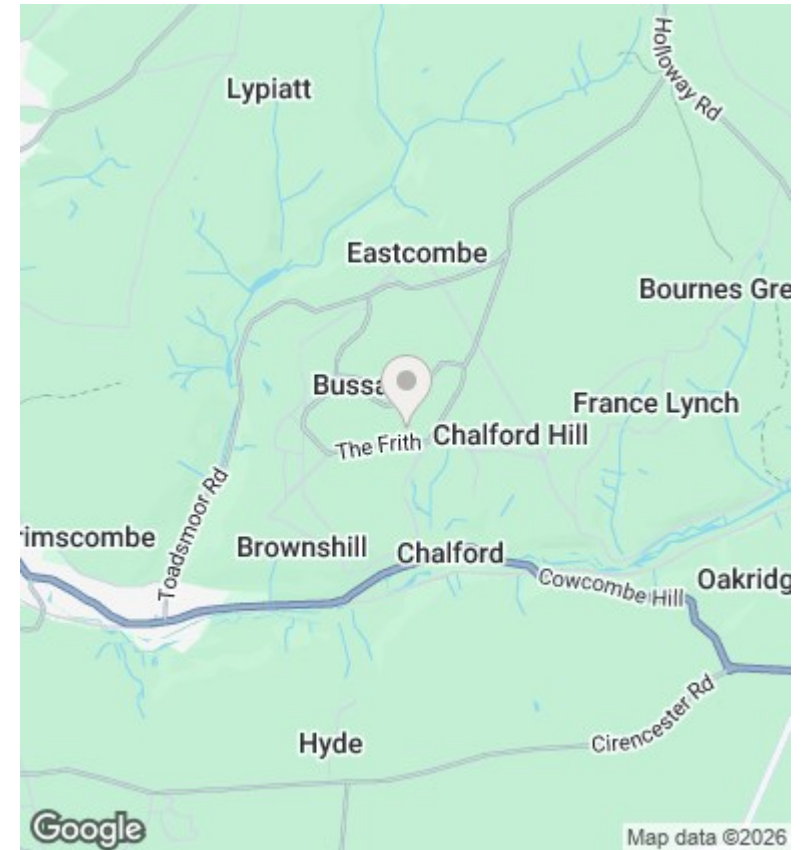 Holloway Rd
Lypiatt
Eastcombe
Bournes Gre
Bussa
France Lynch
The Frith
Chalford Hill
Toadsmoor Rd
rimscombe
Brownshill
Chalford
Cowcombe Hill
Oakridg
Hyde
Cirencester Rd
Google
Map data ©2026